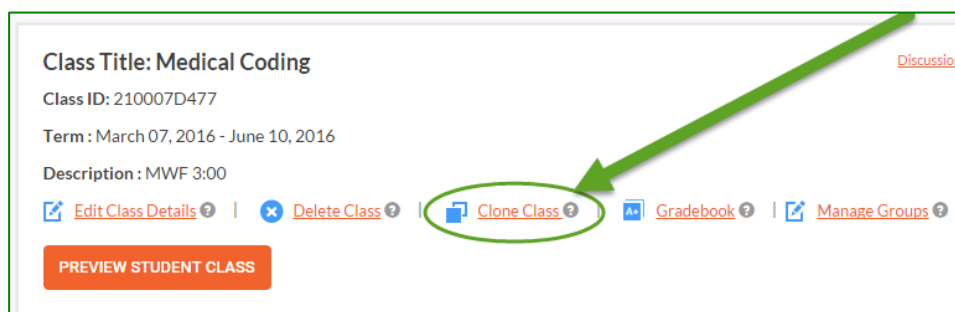 Class Title: Medical Coding
Class ID: 210007D477
Term : March 07, 2016 - June 10, 2016
Description : MWF 3:00
Edit Class Details ? | Delete Class ? | Clone Class ? | A+ Gradebook ? | Manage Groups ?
PREVIEW STUDENT CLASS